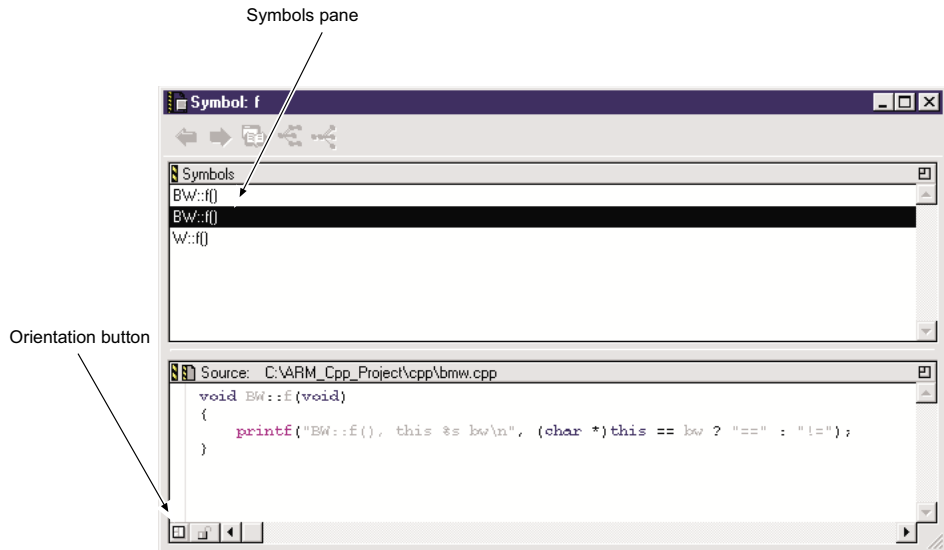 Symbols pane
Symbol: f
Symbols
BW::f()
BW::f()
W::f()
Orientation button
Source: C:\ARM_Cpp_Project\cpp\bmw.cpp
void BW::f(void)
{
printf("BW::f(), this %s bw\n", (char *)this == bw ? "==" : "!=");
}